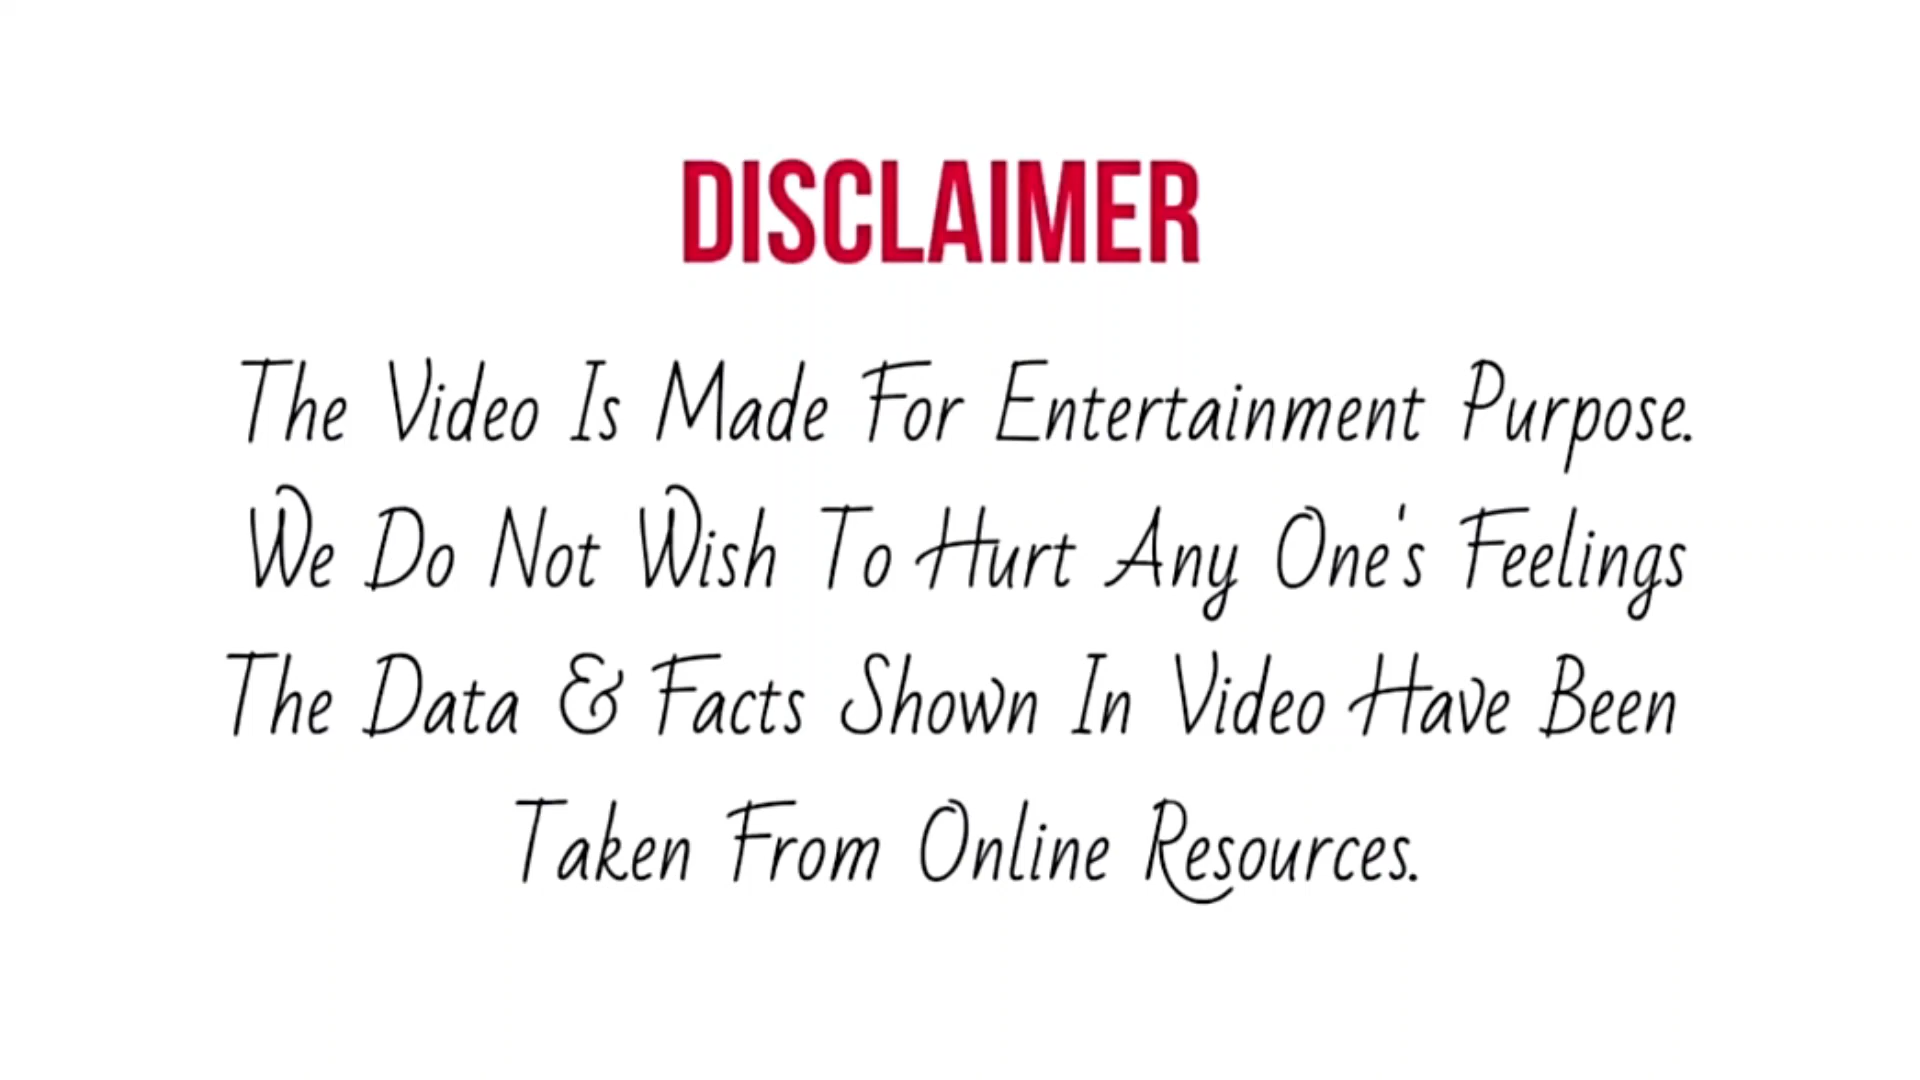 DISCLAIMER
The Video Is Made For Entertainment Purpose.
We Do Not Wish To Hurt Any One's Feelings
The Data & Facts Shown In Video Have Been
Taken From Online Resources.